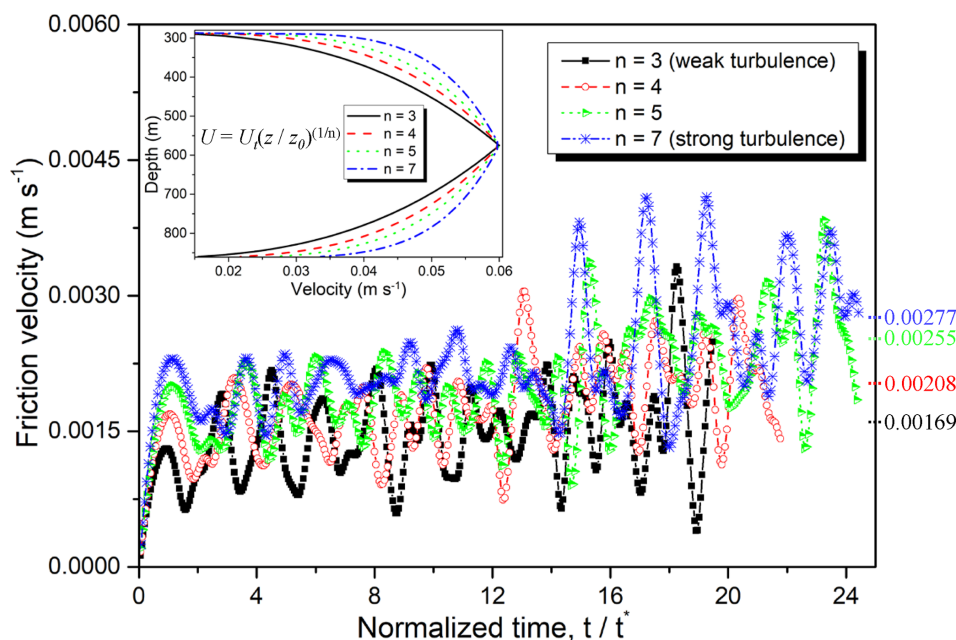 0.0060
0.0045
0.0030
0.0015
0.0000
Friction velocity (m s-1)
0 4 8 12 16 20 24
Normalized time, t / t*
n = 3 (weak turbulence)
n = 4
n = 5
n = 7 (strong turbulence)
0.00277
0.00255
0.00208
0.00169
300
400
500
600
700
800
Depth (m)
U = Ut(z / z0)(1/n)
n = 3
n = 4
n = 5
n = 7
0.02 0.03 0.04 0.05 0.06
Velocity (m s-1)